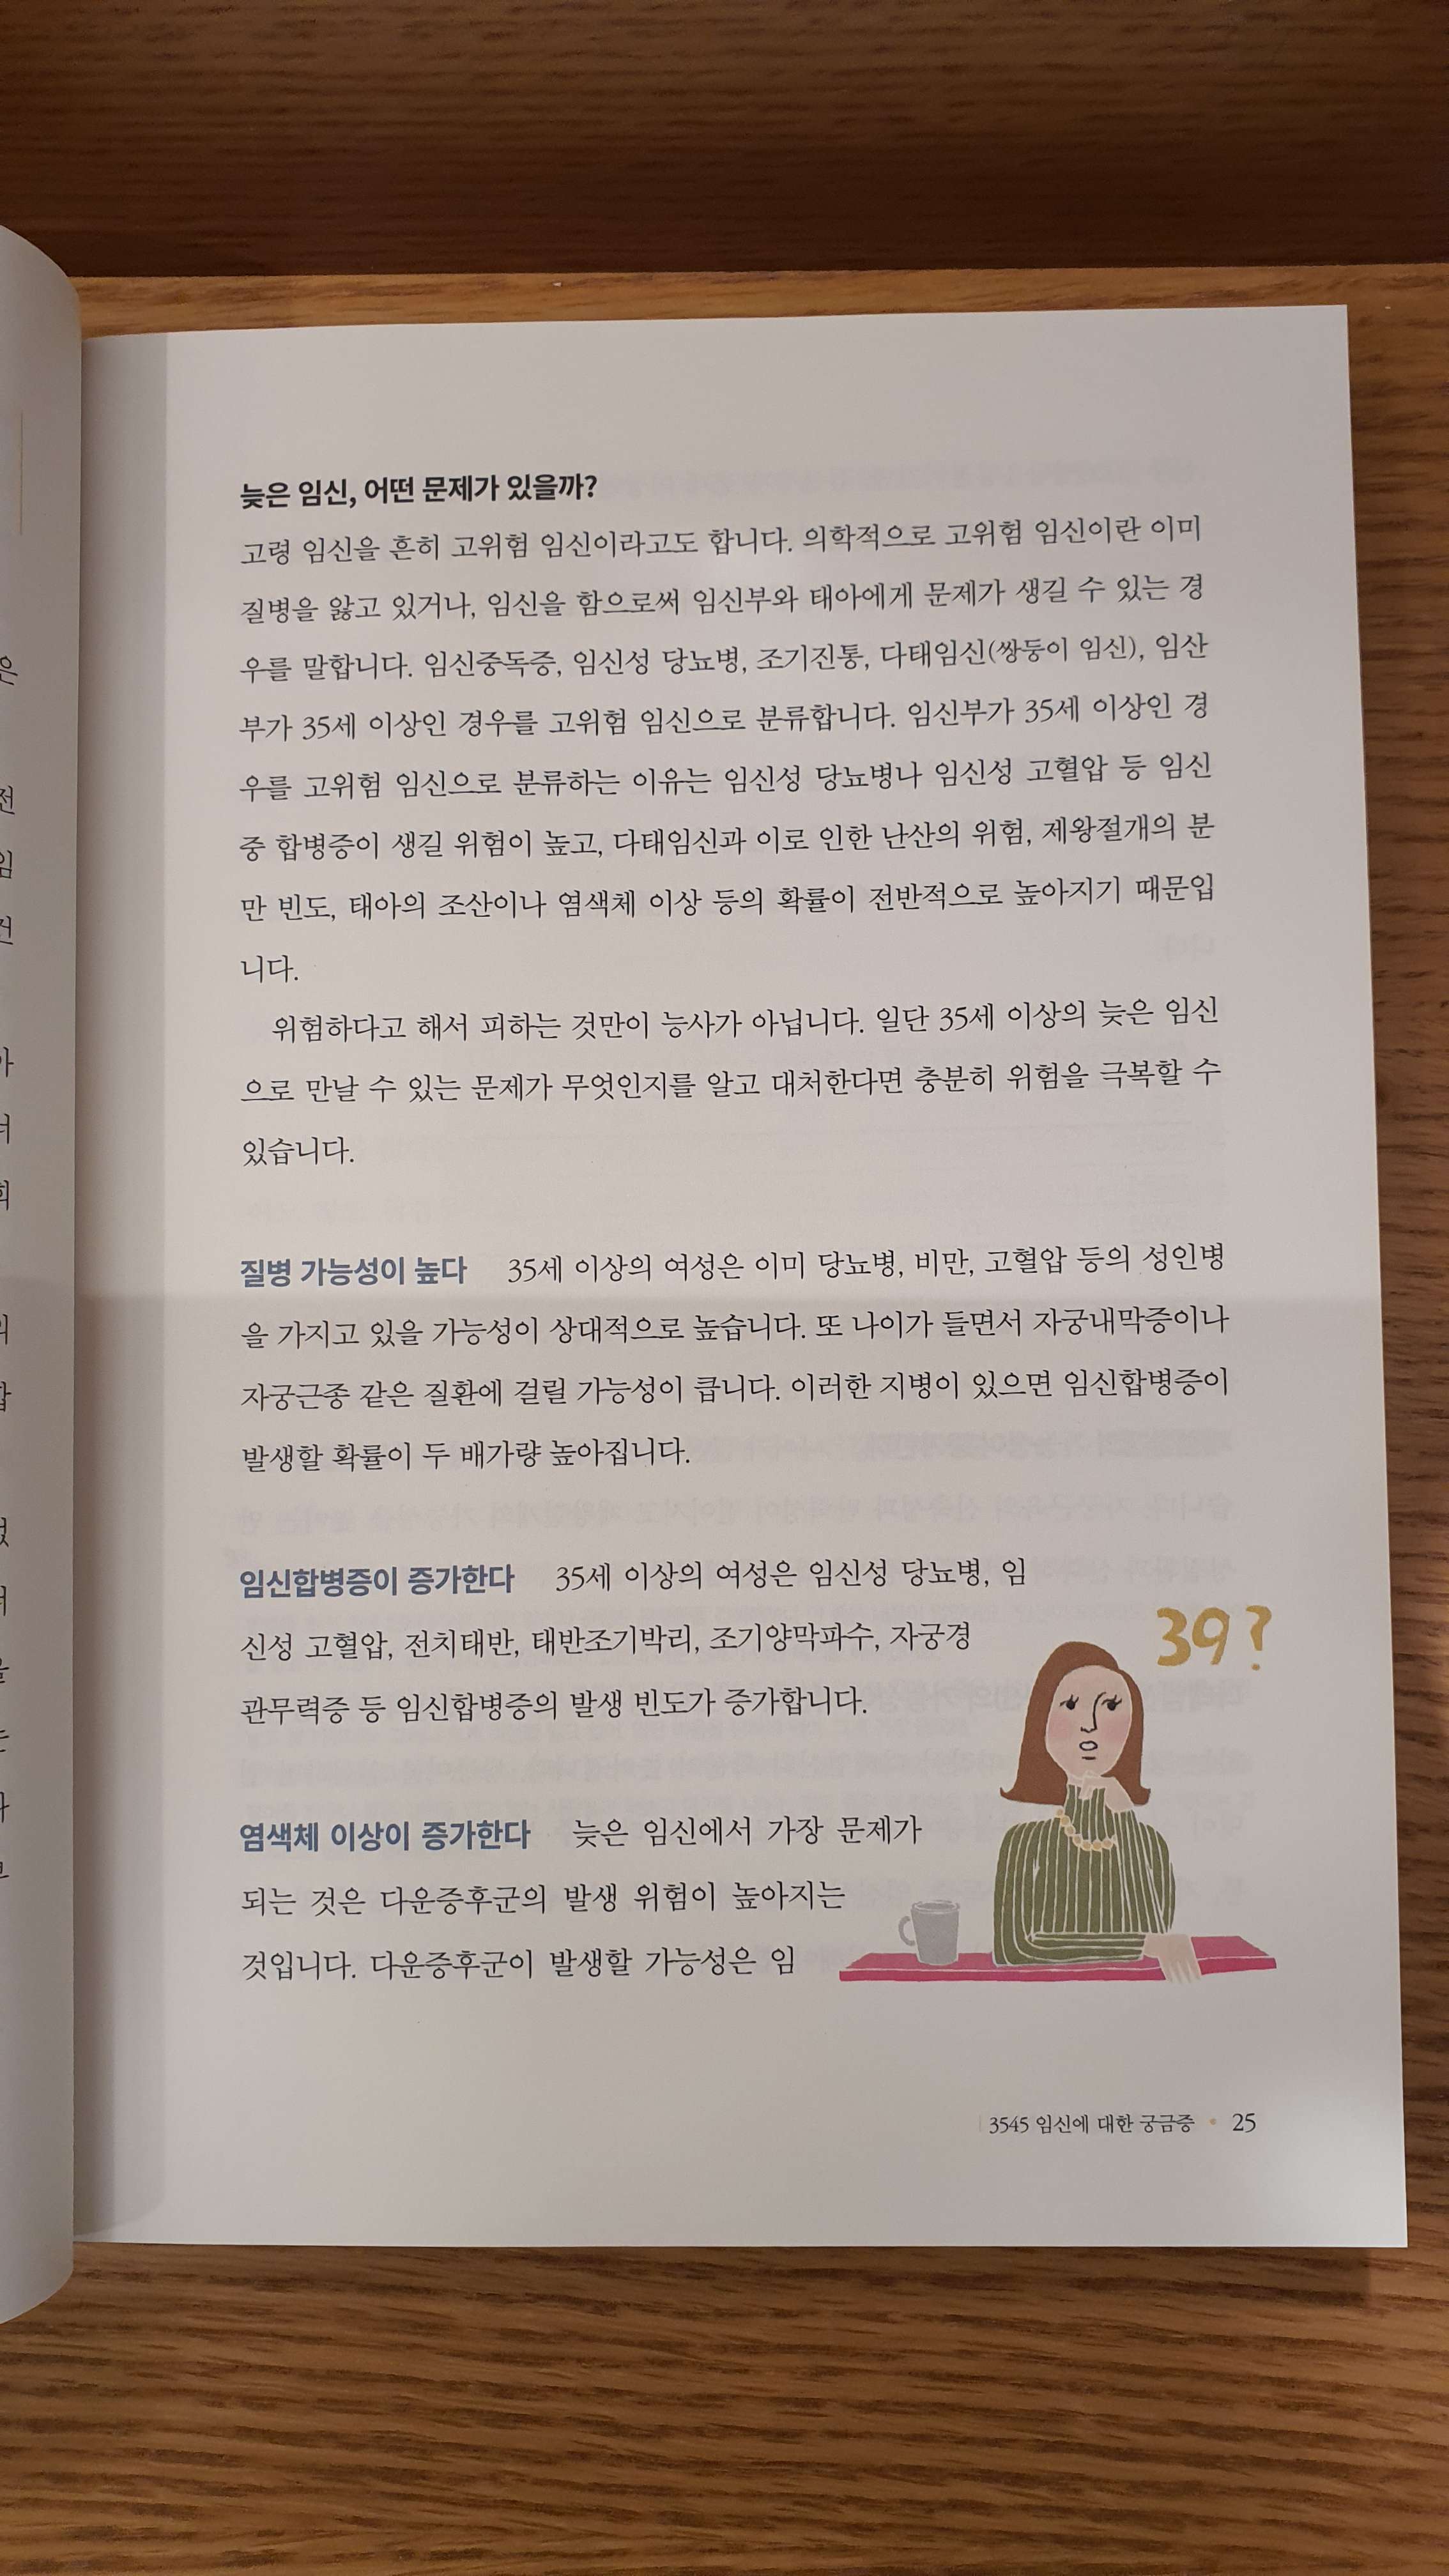 늦은 임신, 어떤 문제가 있을까?
고령 임신을 흔히 고위험 임신이라고도 합니다. 의학적으로 고위험 임신이란 이미
질병을 앓고 있거나, 임신을 함으로써 임신부와 태아에게 문제가 생길 수 있는 경
우를 말합니다. 임신중독증, 임신성 당뇨병, 조기진통, 다태임신(쌍둥이 임신), 임산
부가 35세 이상인 경우를 고위험 임신으로 분류합니다. 임신부가 35세 이상인 경
우를 고위험 임신으로 분류하는 이유는 임신성 당뇨병나 임신성 고혈압 등 임신
중 합병증이 생길 위험이 높고, 다태임신과 이로 인한 난산의 위험, 제왕절개의 분
만 빈도, 태아의 조산이나 염색체 이상 등의 확률이 전반적으로 높아지기 때문입
니다.
위험하다고 해서 피하는 것만이 능사가 아닙니다. 일단 35세 이상의 늦은 임신
으로 만날 수 있는 문제가 무엇인지를 알고 대처한다면 충분히 위험을 극복할 수
있습니다.
질병 가능성이 높다 35세 이상의 여성은 이미 당뇨병, 비만, 고혈압 등의 성인병
을 가지고 있을 가능성이 상대적으로 높습니다. 또 나이가 들면서 자궁내막증이나
자궁근종 같은 질환에 걸릴 가능성이 큽니다. 이러한 지병이 있으면 임신합병증이
발생할 확률이 두 배가량 높아집니다.
임신합병증이 증가한다 35세 이상의 여성은 임신성 당뇨병, 임
신성 고혈압, 전치태반, 태반조기박리, 조기양막파수, 자궁경
관무력증 등 임신합병증의 발생 빈도가 증가합니다.
39?
염색체 이상이 증가한다 늦은 임신에서 가장 문제가
되는 것은 다운증후군의 발생 위험이 높아지는
것입니다. 다운증후군이 발생할 가능성은 임
3545 임신에 대한 궁금증 • 25